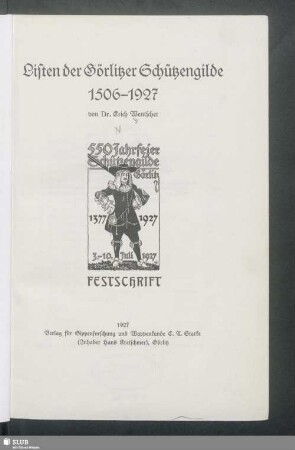 Listen der Görlitzer Schützengilde
1506-1927
von Dr. Erich Wentscher
550 Jahrfeier
Schützengilde
Görlitz
1377 1927
3.-10. Juli 1927
FESTSCHRIFT
1927
Verlag für Sippenforschung und Wappenkunde C. A. Starke
(Inhaber Hans Kretschmer), Görlitz
SLUB